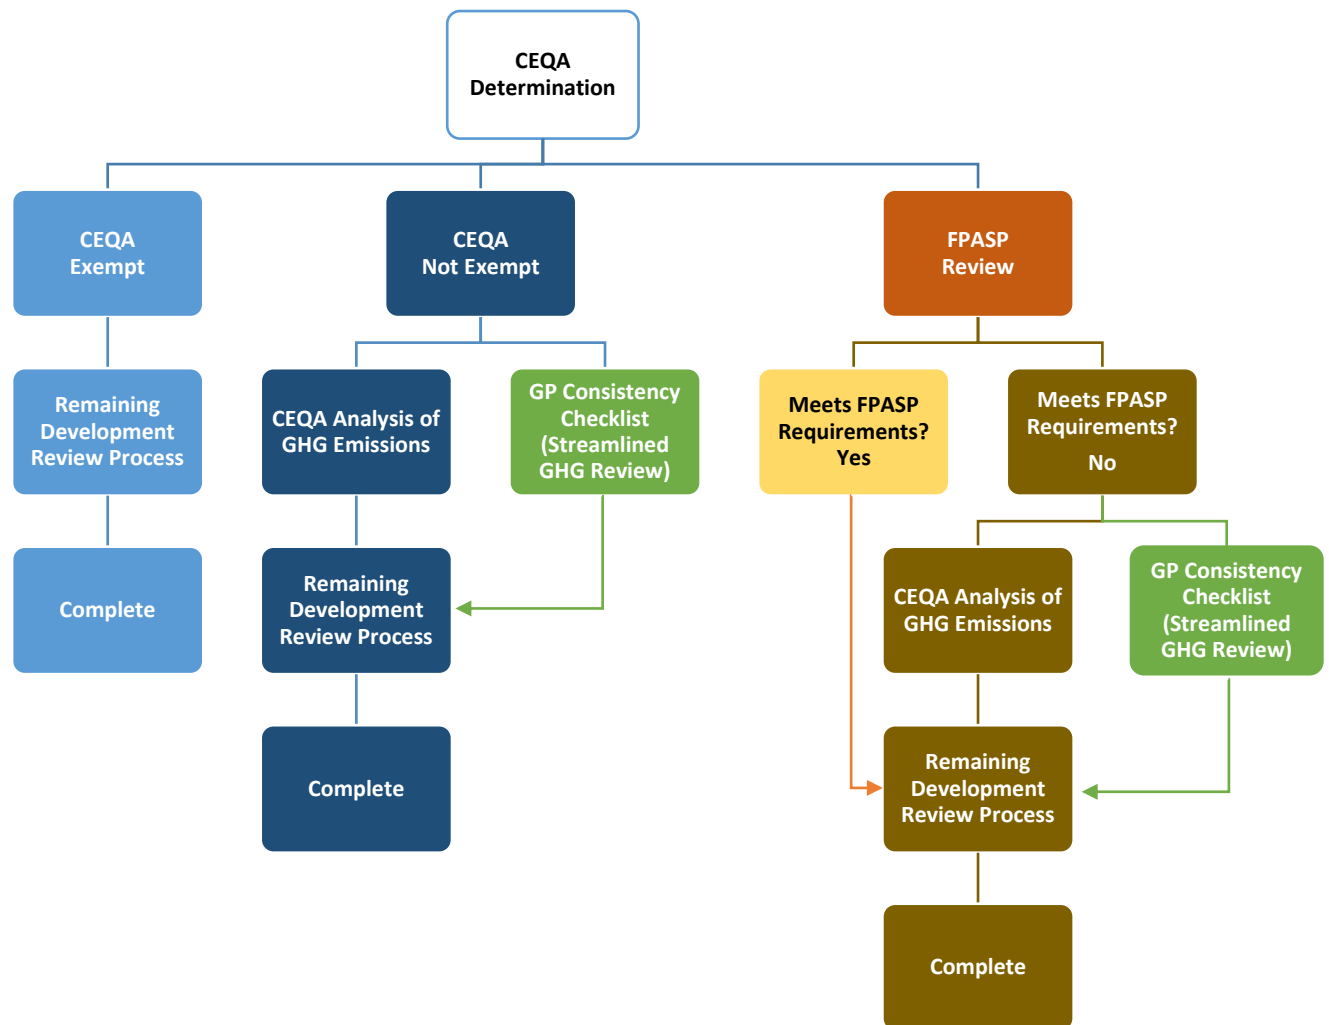 CEQA
Determination
CEQA
Exempt
CEQA
Not Exempt
FPASP
Review
Remaining
Development
Review Process
CEQA Analysis of
GHG Emissions
GP Consistency
Checklist
(Streamlined
GHG Review)
Meets FPASP
Requirements?
Yes
Meets FPASP
Requirements?
No
Complete
Remaining
Development
Review Process
CEQA Analysis of
GHG Emissions
GP Consistency
Checklist
(Streamlined
GHG Review)
Complete
Remaining
Development
Review Process
Complete